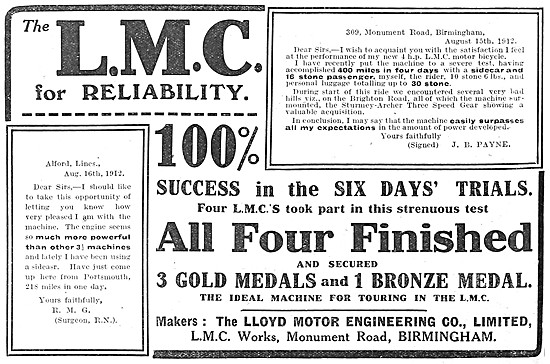 The
L.M.C.
for RELIABILITY.
309, Monument Road, Birmingham,
August 15th, 1912.
Dear Sirs,—I wish to acquaint you with the satisfaction I feel
at the performance of my new 4 h.p. L.M.C. motor bicycle.
I have recently put the machine to a severe test, having
accomplished 400 miles in four days with a sidecar and
16 stone passenger, myself, the rider, 10 stone 6 lbs., and
personal luggage totalling up to 30 stone.
During start of this ride we encountered several very bad
hills viz., on the Brighton Road, all of which the machine sur-
mounted, the Sturmey-Archer Three Speed Gear showing a
valuable acquisition.
In conclusion, I may say that the machine easily surpasses
all my expectations in the amount of power developed.
Yours faithfully
(Signed) J. B. PAYNE.
Alford, Lincs.,
Aug. 16th, 1912.
Dear Sirs,—I should like
to take this opportunity of
letting you know how
very pleased I am with the
machine. The engine seems
so much more powerful
than other 3½ machines
and lately I have been using
a sidecar. Have just come
up here from Portsmouth,
218 miles in one day.
Yours faithfully,
R. M. G.
(Surgeon, R.N.).
100%
SUCCESS in the SIX DAYS' TRIALS.
Four L.M.C.'S took part in this strenuous test
All Four Finished
AND SECURED
3 GOLD MEDALS and 1 BRONZE MEDAL.
THE IDEAL MACHINE FOR TOURING IN THE L.M.C.
Makers: The LLOYD MOTOR ENGINEERING CO., LIMITED,
L.M.C. Works, Monument Road, BIRMINGHAM.